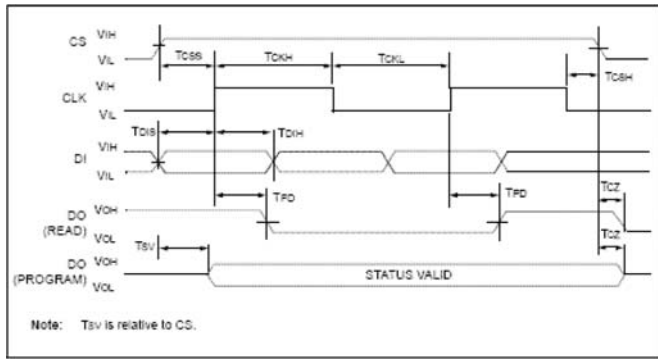 CS VIH
VIL
TCSS TCKH TCKL TCSH
CLK VIH
VIL
TDIS TDIH
DI VIH
VIL
TPD TPD TCZ
DO (READ) VOH
VOL
TCZ
TSV
DO (PROGRAM) VOH
VOL
STATUS VALID
Note: TSV is relative to CS.